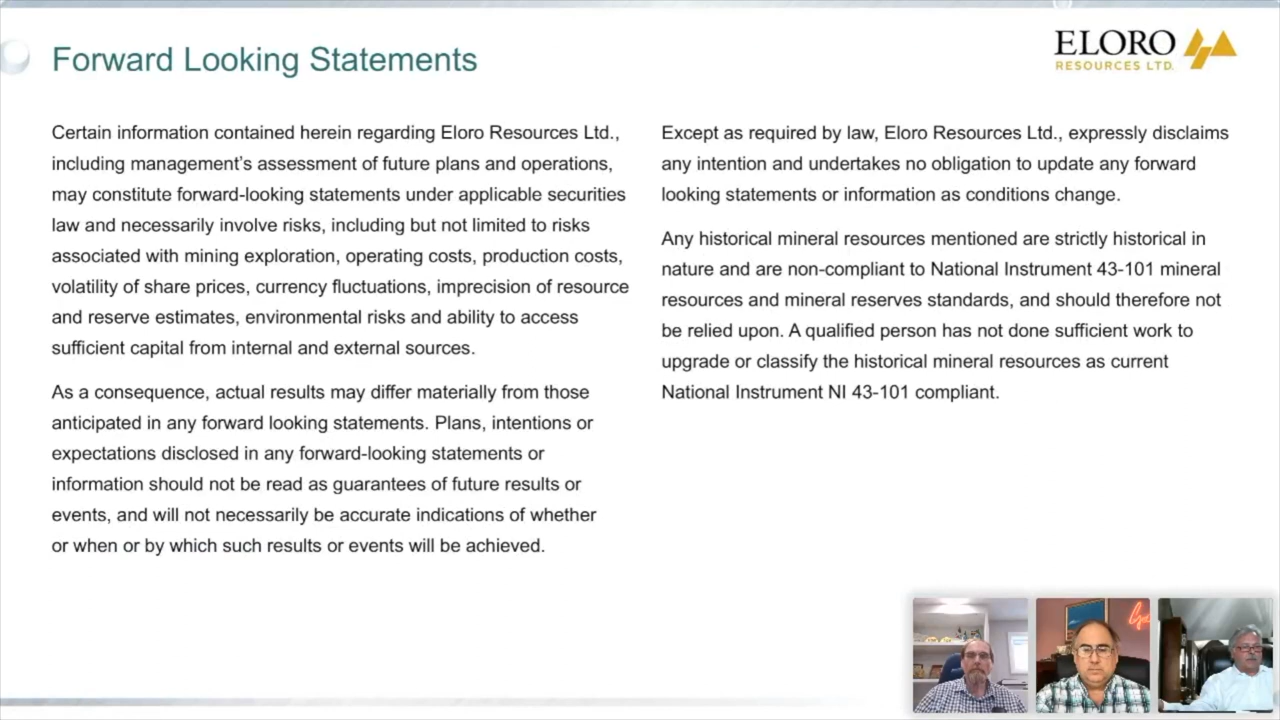 Forward Looking Statements
ELORO
RESOURCES LTD.
Certain information contained herein regarding Eloro Resources Ltd.,
including management's assessment of future plans and operations,
may constitute forward-looking statements under applicable securities
law and necessarily involve risks, including but not limited to risks
associated with mining exploration, operating costs, production costs,
volatility of share prices, currency fluctuations, imprecision of resource
and reserve estimates, environmental risks and ability to access
sufficient capital from internal and external sources.
As a consequence, actual results may differ materially from those
anticipated in any forward looking statements. Plans, intentions or
expectations disclosed in any forward-looking statements or
information should not be read as guarantees of future results or
events, and will not necessarily be accurate indications of whether
or when or by which such results or events will be achieved.
Except as required by law, Eloro Resources Ltd., expressly disclaims
any intention and undertakes no obligation to update any forward
looking statements or information as conditions change.
Any historical mineral resources mentioned are strictly historical in
nature and are non-compliant to National Instrument 43-101 mineral
resources and mineral reserves standards, and should therefore not
be relied upon. A qualified person has not done sufficient work to
upgrade or classify the historical mineral resources as current
National Instrument NI 43-101 compliant.